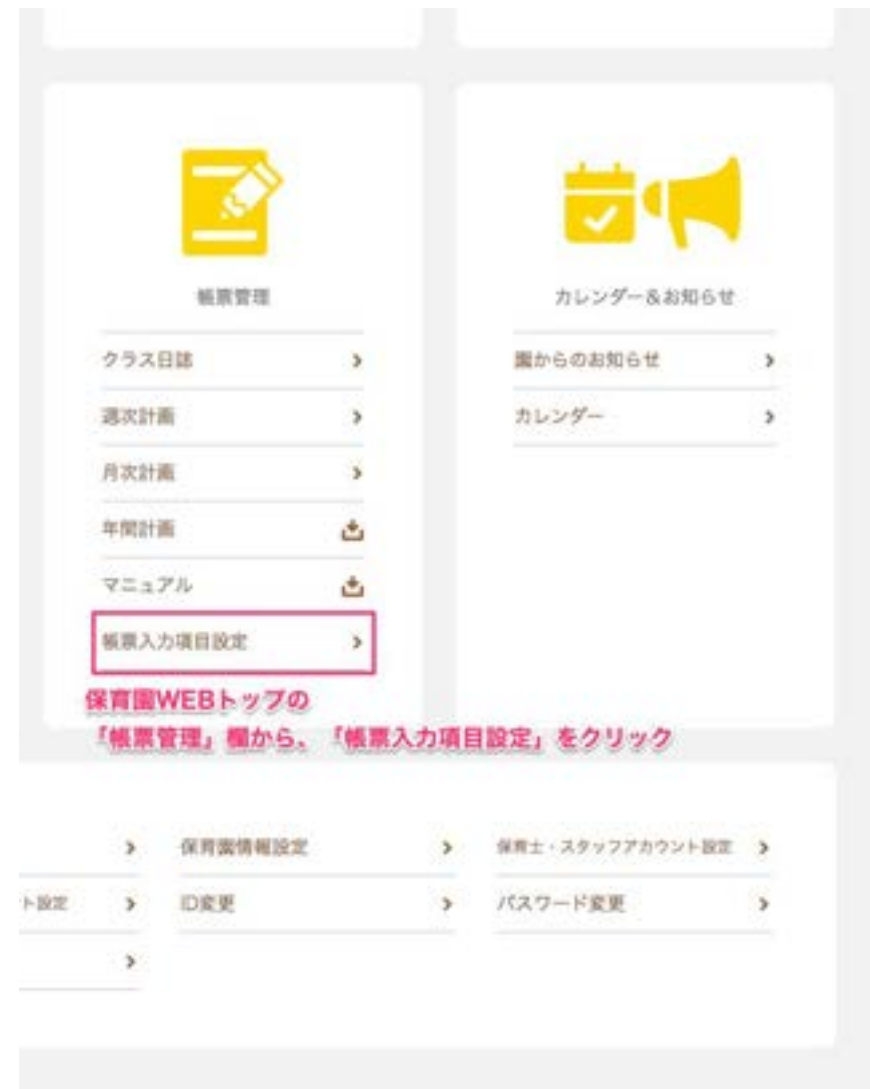 帳票管理
クラス日誌
週次計画
月次計画
年間計画
マニュアル
帳票入力項目設定
カレンダー&お知らせ
園からのお知らせ
カレンダー
保育園WEBトップの
「帳票管理」欄から、「帳票入力項目設定」をクリック
保育園情報設定
保育士・スタッフアカウント設定
ト設定
ID変更
パスワード変更